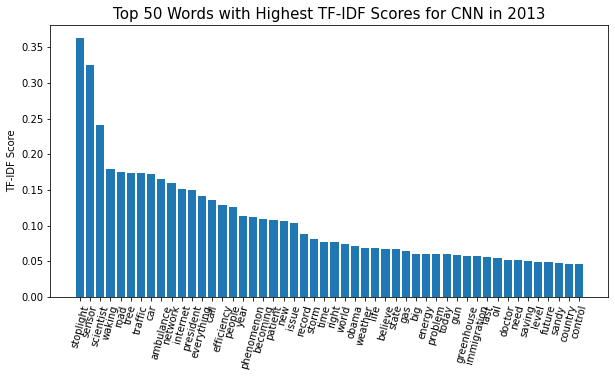 Top 50 Words with Highest TF-IDF Scores for CNN in 2013
TF-IDF Score
0.35
0.30
0.25
0.20
0.15
0.10
0.05
0.00
stoplight
sensor
scientist
waking
road
tree
traffic
car
ambulance
network
internet
president
everything
call
efficiency
people
year
phenomenon
becoming
patient
new
issue
record
storm
time
right
world
obama
weather
life
believe
state
gas
big
energy
problem
today
gun
greenhouse
immigration
last
oil
doctor
need
saving
level
future
sandy
country
control